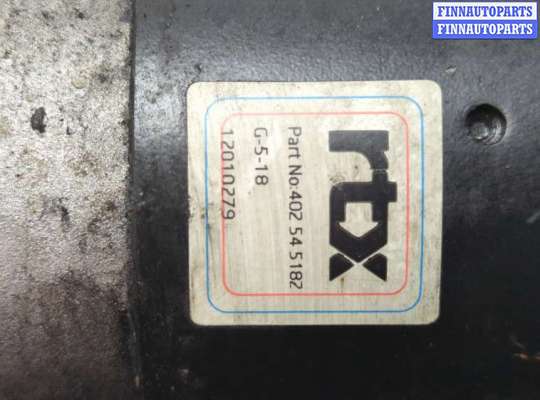 FINNAUTOPARTS
FINNAUTOPARTS
rtx
Part No:402 54 5182
G-5-18
12010279